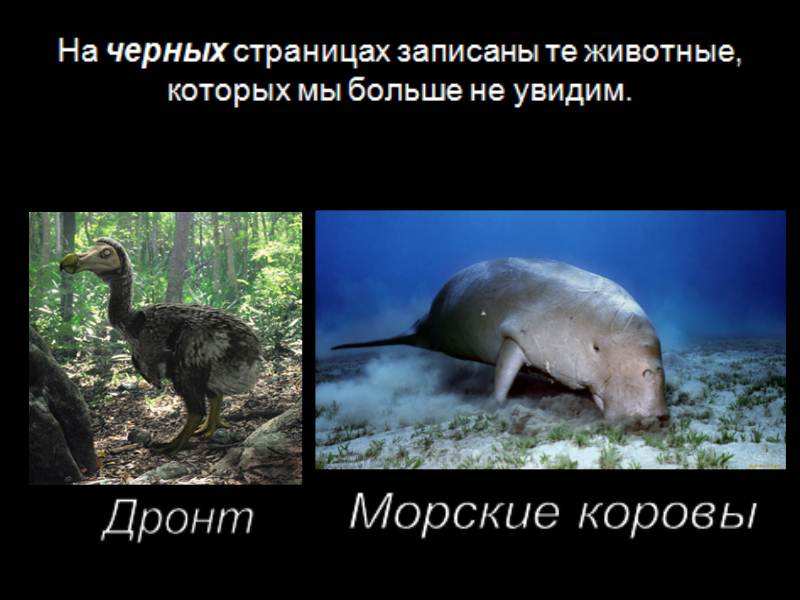 На черных страницах записаны те животные,
которых мы больше не увидим.
Дронт
Морские коровы